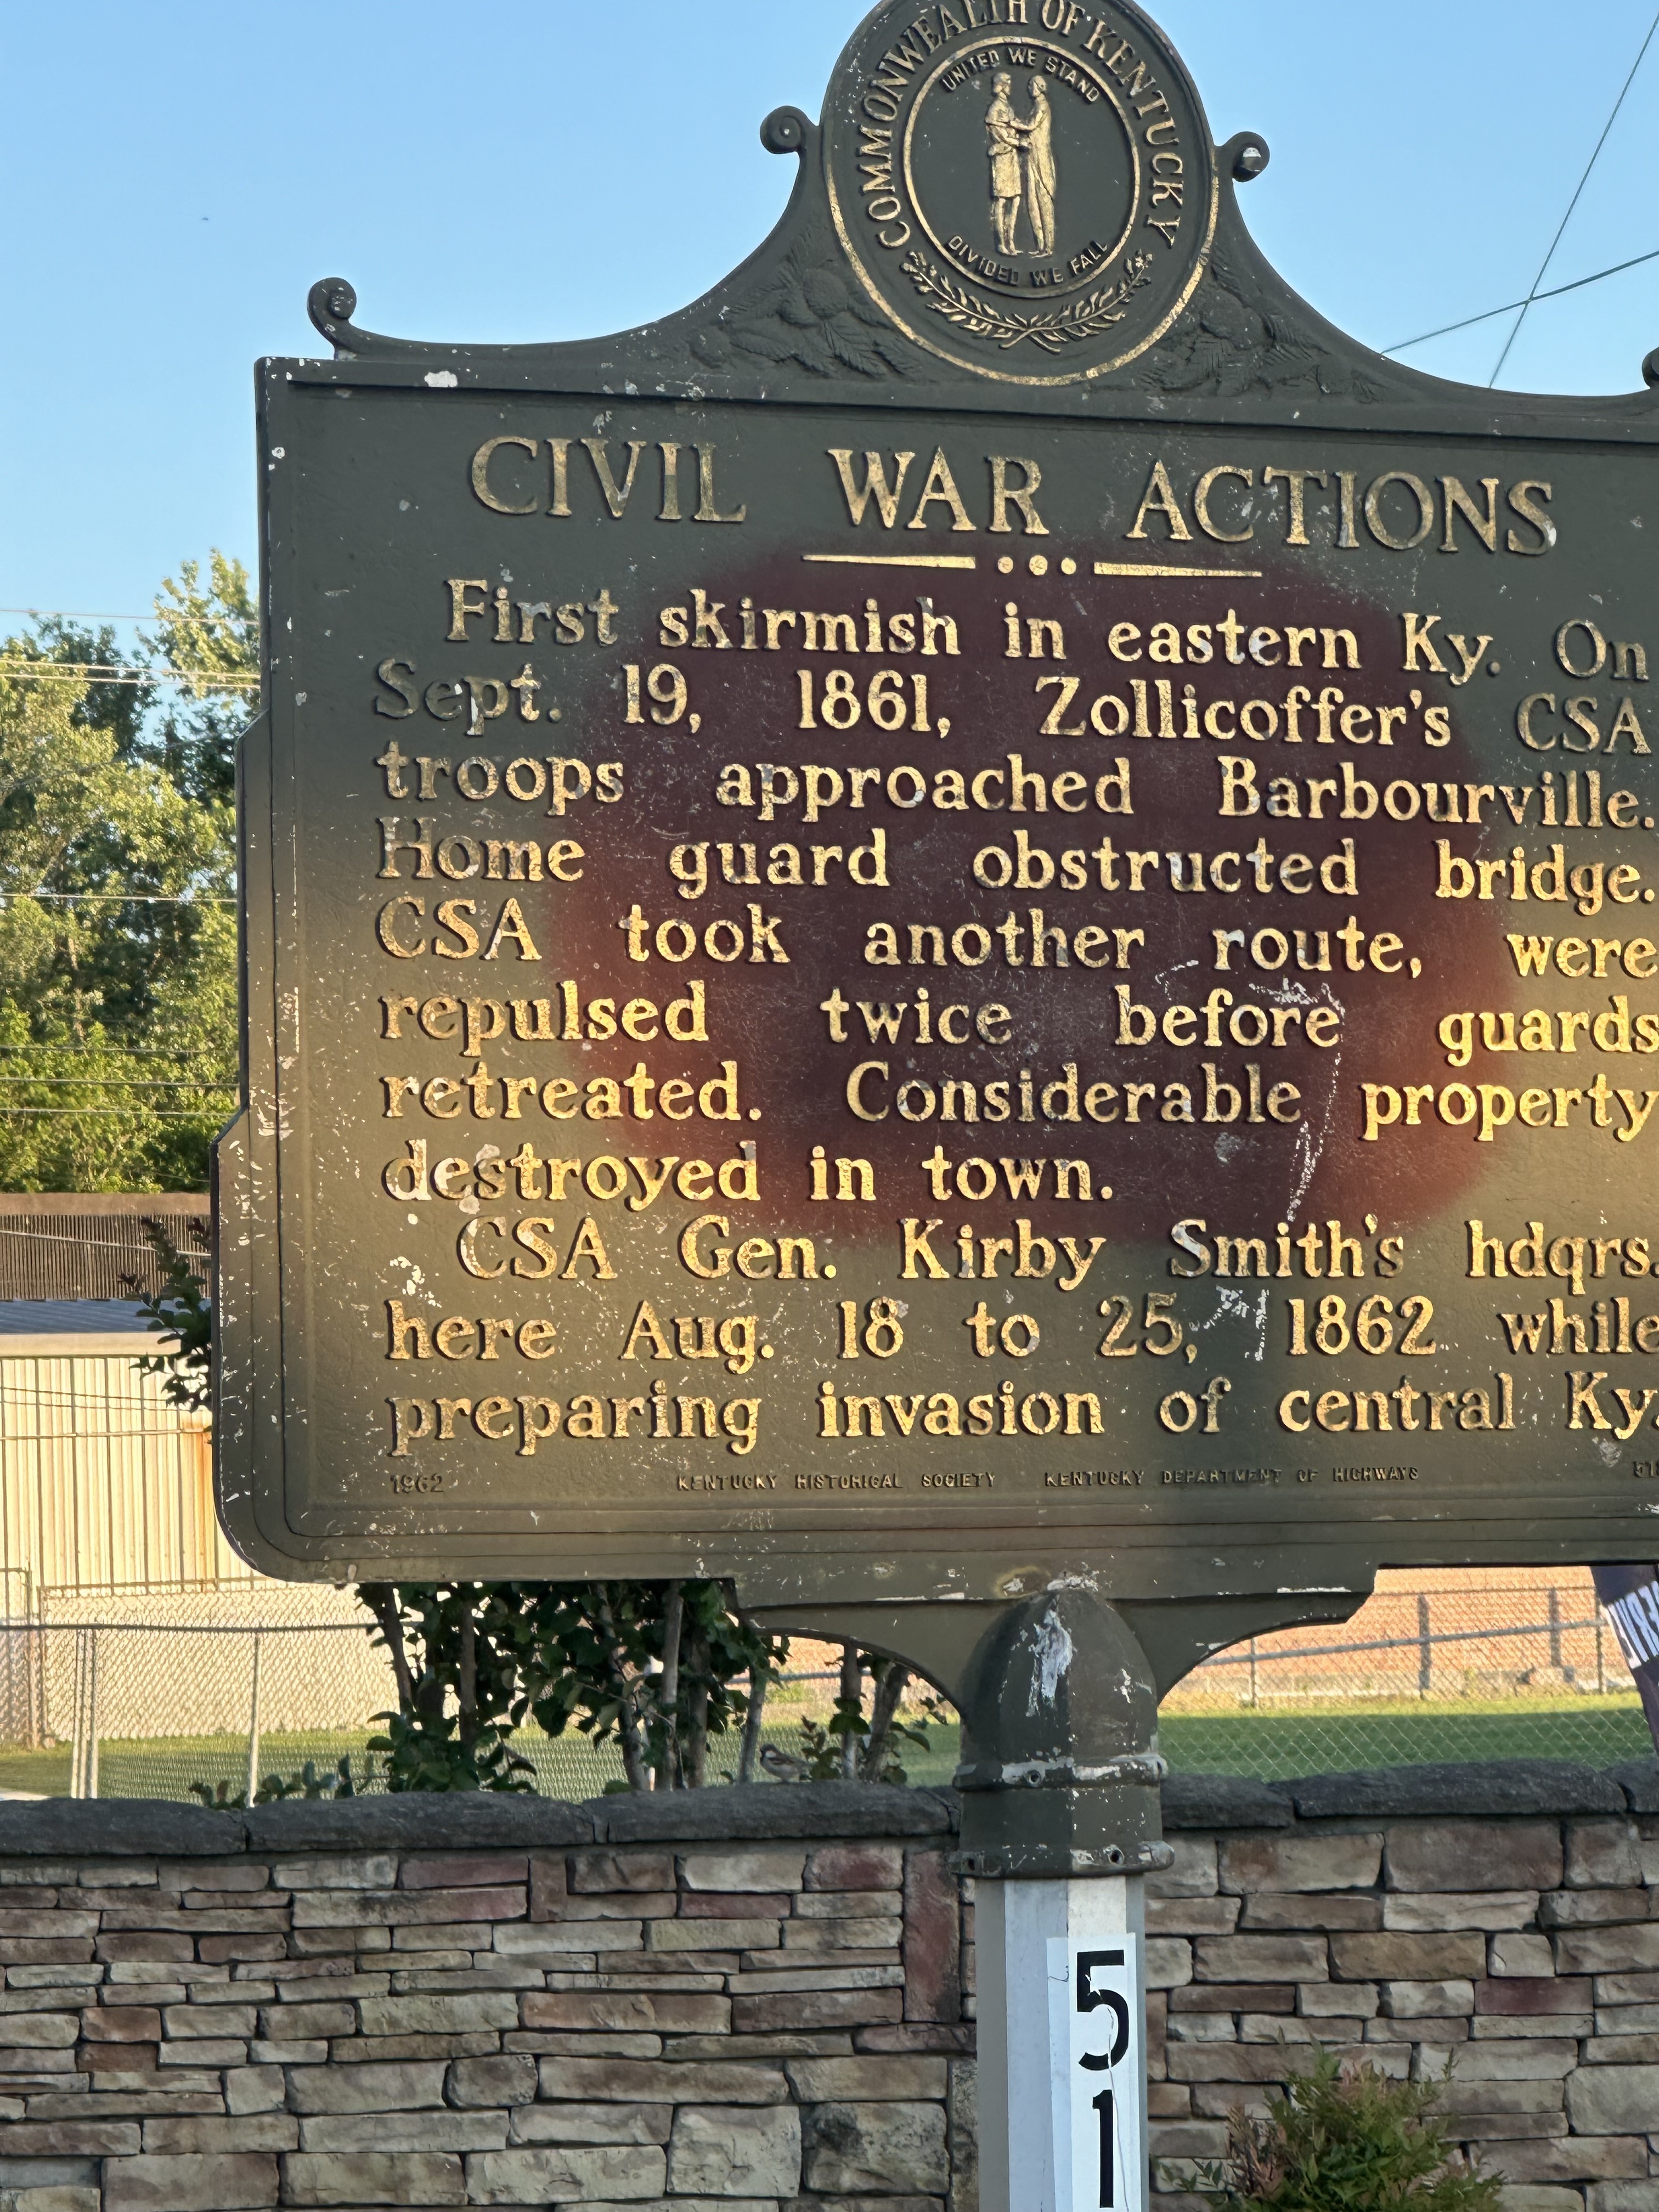 COMMONWEALTH OF KENTUCKY
UNITED WE STAND
DIVIDED WE FALL
CIVIL WAR ACTIONS
First skirmish in eastern Ky. On
Sept. 19, 1861, Zollicoffer's CSA
troops approached Barbourville.
Home guard obstructed bridge.
CSA took another route, were
repulsed twice before guards
retreated. Considerable property
destroyed in town.
CSA Gen. Kirby Smith's hdqrs.
here Aug. 18 to 25, 1862 while
preparing invasion of central Ky.
1962 KENTUCKY HISTORICAL SOCIETY KENTUCKY DEPARTMENT OF HIGHWAYS 51
5
1